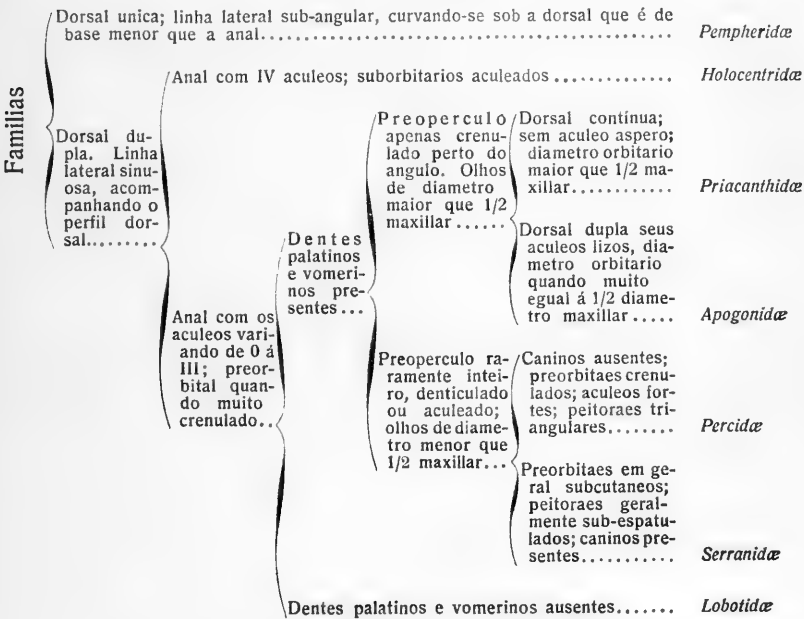 Familias
Dorsal unica; linha lateral sub-angular, curvando-se sob a dorsal que é de
base menor que a anal................................................ Pempheridæ
Dorsal du-
pla. Linha
lateral sinu-
osa, acom-
panhando o
perfil dor-
sal.........
Anal com IV aculeos; suborbitarios aculeados .............. Holocentridæ
Anal com os
aculeos vari-
ando de 0 á
III; preor-
bital quan-
do muito
crenulado..
Dentes
palatinos
e vomeri-
nos pre-
sentes...
Preoperculo
apenas crenu-
lado perto do
angulo. Olhos
de diametro
maior que 1/2
maxillar ......
Dorsal contínua;
sem aculeo aspero;
diametro orbitario
maior que 1/2 ma-
xillar............ Priacanthidæ
Dorsal dupla seus
aculeos lizos, dia-
metro orbitario
quando muito
egual á 1/2 diame-
tro maxillar ..... Apogonidæ
Preoperculo ra-
ramente intei-
ro, denticulado
ou aculeado;
olhos de diame-
tro menor que
1/2 maxillar...
Caninos ausentes;
preorbitaes crenu-
lados; aculeos for-
tes; peitoraes tri-
angulares........ Percidæ
Preorbitaes em ge-
ral subcutaneos;
peitoraes geral-
mente sub-espatu-
lados; caninos pre-
sentes........... Serranidæ
Dentes palatinos e vomerinos ausentes....... Lobotidæ